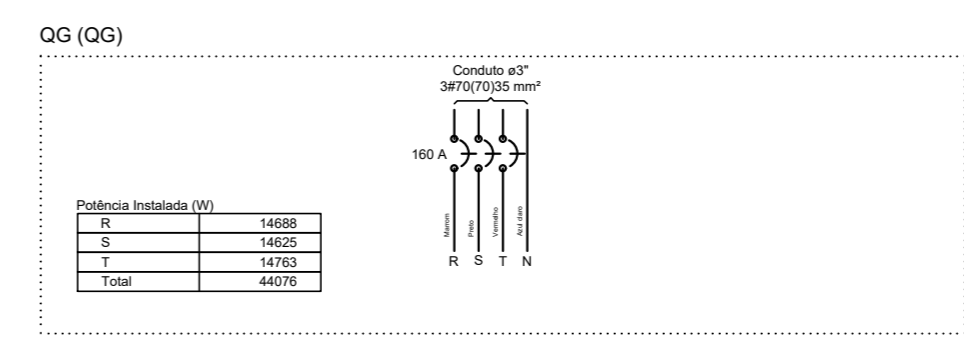 QG (QG)
Conduto ø3"
3#70(70)35 mm²
160 A
Marrom
Preto
Vermelho
Azul claro
R S T N
Potência Instalada (W)
R 14688
S 14625
T 14763
Total 44076